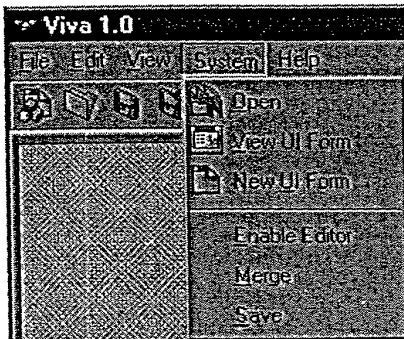 Viva 1.0
File Edit View System Help
Open
View UI Form
New UI Form
Enable Editor
Merge
Save